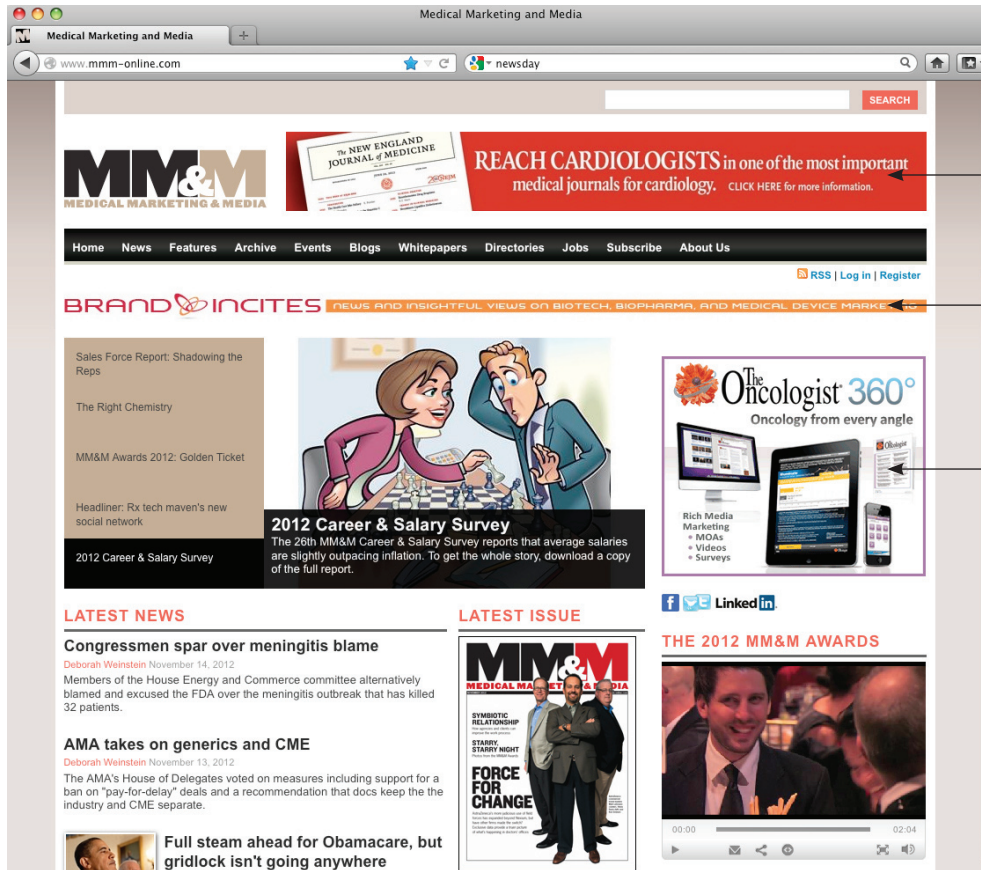 Medical Marketing and Media
Medical Marketing and Media
www.mmm-online.com
newsday
SEARCH
The NEW ENGLAND
JOURNAL of MEDICINE
REACH CARDIOLOGISTS in one of the most important
medical journals for cardiology. CLICK HERE for more information.
MM&M
MEDICAL MARKETING & MEDIA
Home News Features Archive Events Blogs Whitepapers Directories Jobs Subscribe About Us
RSS | Log in | Register
BRAND INCITES NEWS AND INSIGHTFUL VIEWS ON BIOTECH, BIOPHARMA, AND MEDICAL DEVICE MARKETING
Sales Force Report: Shadowing the
Reps
The Right Chemistry
MM&M Awards 2012: Golden Ticket
Headliner: Rx tech maven's new
social network
2012 Career & Salary Survey
2012 Career & Salary Survey
The 26th MM&M Career & Salary Survey reports that average salaries
are slightly outpacing inflation. To get the whole story, download a copy
of the full report.
The Oncologist 360°
Oncology from every angle
Oncologist
Rich Media
Marketing
• MOAs
• Videos
• Surveys
Linked in
LATEST NEWS
Congressmen spar over meningitis blame
Deborah Weinstein November 14, 2012
Members of the House Energy and Commerce committee alternatively
blamed and excused the FDA over the meningitis outbreak that has killed
32 patients.
AMA takes on generics and CME
Deborah Weinstein November 13, 2012
The AMA's House of Delegates voted on measures including support for a
ban on "pay-for-delay" deals and a recommendation that docs keep the the
industry and CME separate.
Full steam ahead for Obamacare, but
gridlock isn't going anywhere
LATEST ISSUE
MM&M
MEDICAL MARKETING & MEDIA
SYMBIOTIC
RELATIONSHIP
STARRY,
STARRY NIGHT
FORCE
FOR
CHANGE
THE 2012 MM&M AWARDS
00:00 02:04